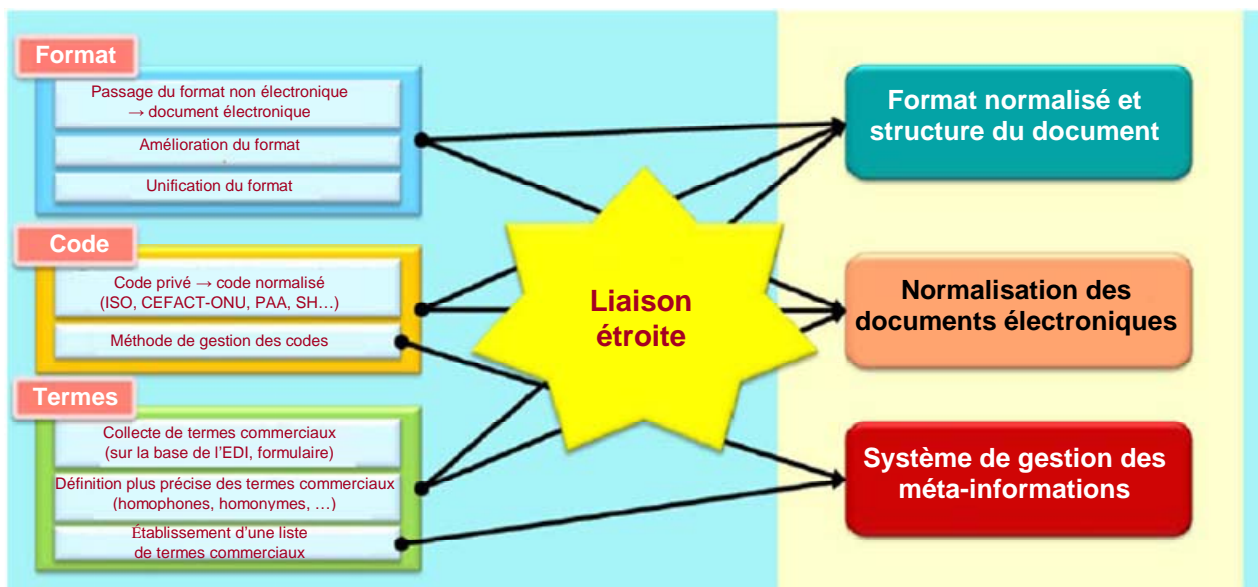 Format
Passage du format non électronique
→ document électronique
Amélioration du format
Unification du format
Code
Code privé → code normalisé
(ISO, CEFACT-ONU, PAA, SH…)
Méthode de gestion des codes
Termes
Collecte de termes commerciaux
(sur la base de l’EDI, formulaire)
Définition plus précise des termes commerciaux
(homophones, homonymes, …)
Établissement d’une liste
de termes commerciaux
Liaison
étroite
Format normalisé et
structure du document
Normalisation des
documents électroniques
Système de gestion des
méta-informations